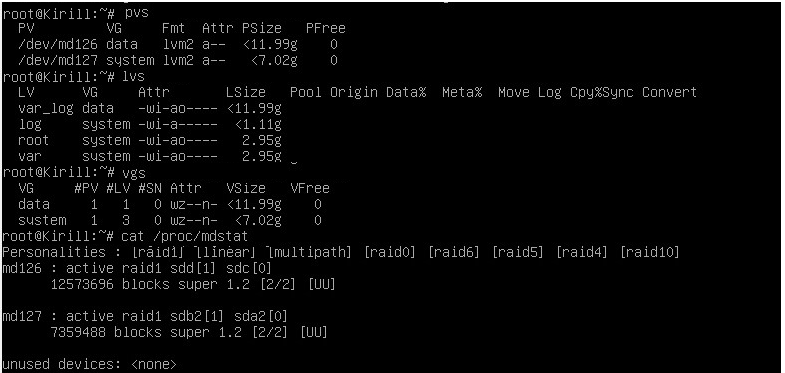 root@Kirill:~# pvs
PV VG Fmt Attr PSize PFree
/dev/md126 data lvm2 a-- <11.99g 0
/dev/md127 system lvm2 a-- <7.02g 0
root@Kirill:~# lvs
LV VG Attr LSize Pool Origin Data% Meta% Move Log Cpy%Sync Convert
var_log data -wi-ao---- <11.99g
log system -wi-a----- <1.11g
root system -wi-ao---- 2.95g
var system -wi-ao---- 2.95g
root@Kirill:~# vgs
VG #PV #LV #SN Attr VSize VFree
data 1 1 0 wz--n- <11.99g 0
system 1 3 0 wz--n- <7.02g 0
root@Kirill:~# cat /proc/mdstat
Personalities : [raid1] [linear] [multipath] [raid0] [raid6] [raid5] [raid4] [raid10]
md126 : active raid1 sdd[1] sdc[0]
12573696 blocks super 1.2 [2/2] [UU]
md127 : active raid1 sdb2[1] sda2[0]
7359488 blocks super 1.2 [2/2] [UU]
unused devices: <none>